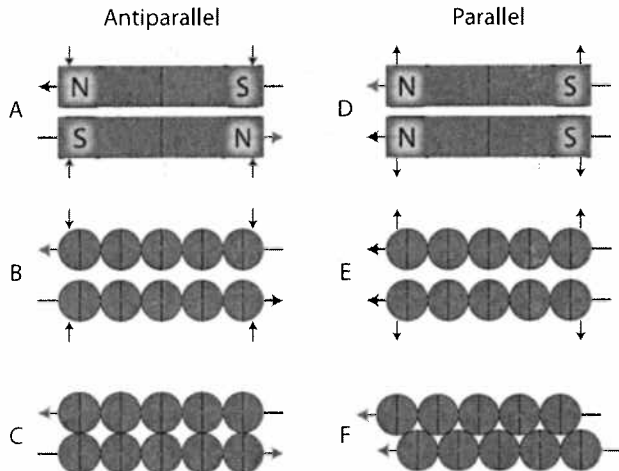 Antiparallel Parallel
A N S D N S
S N N S
B E
C F